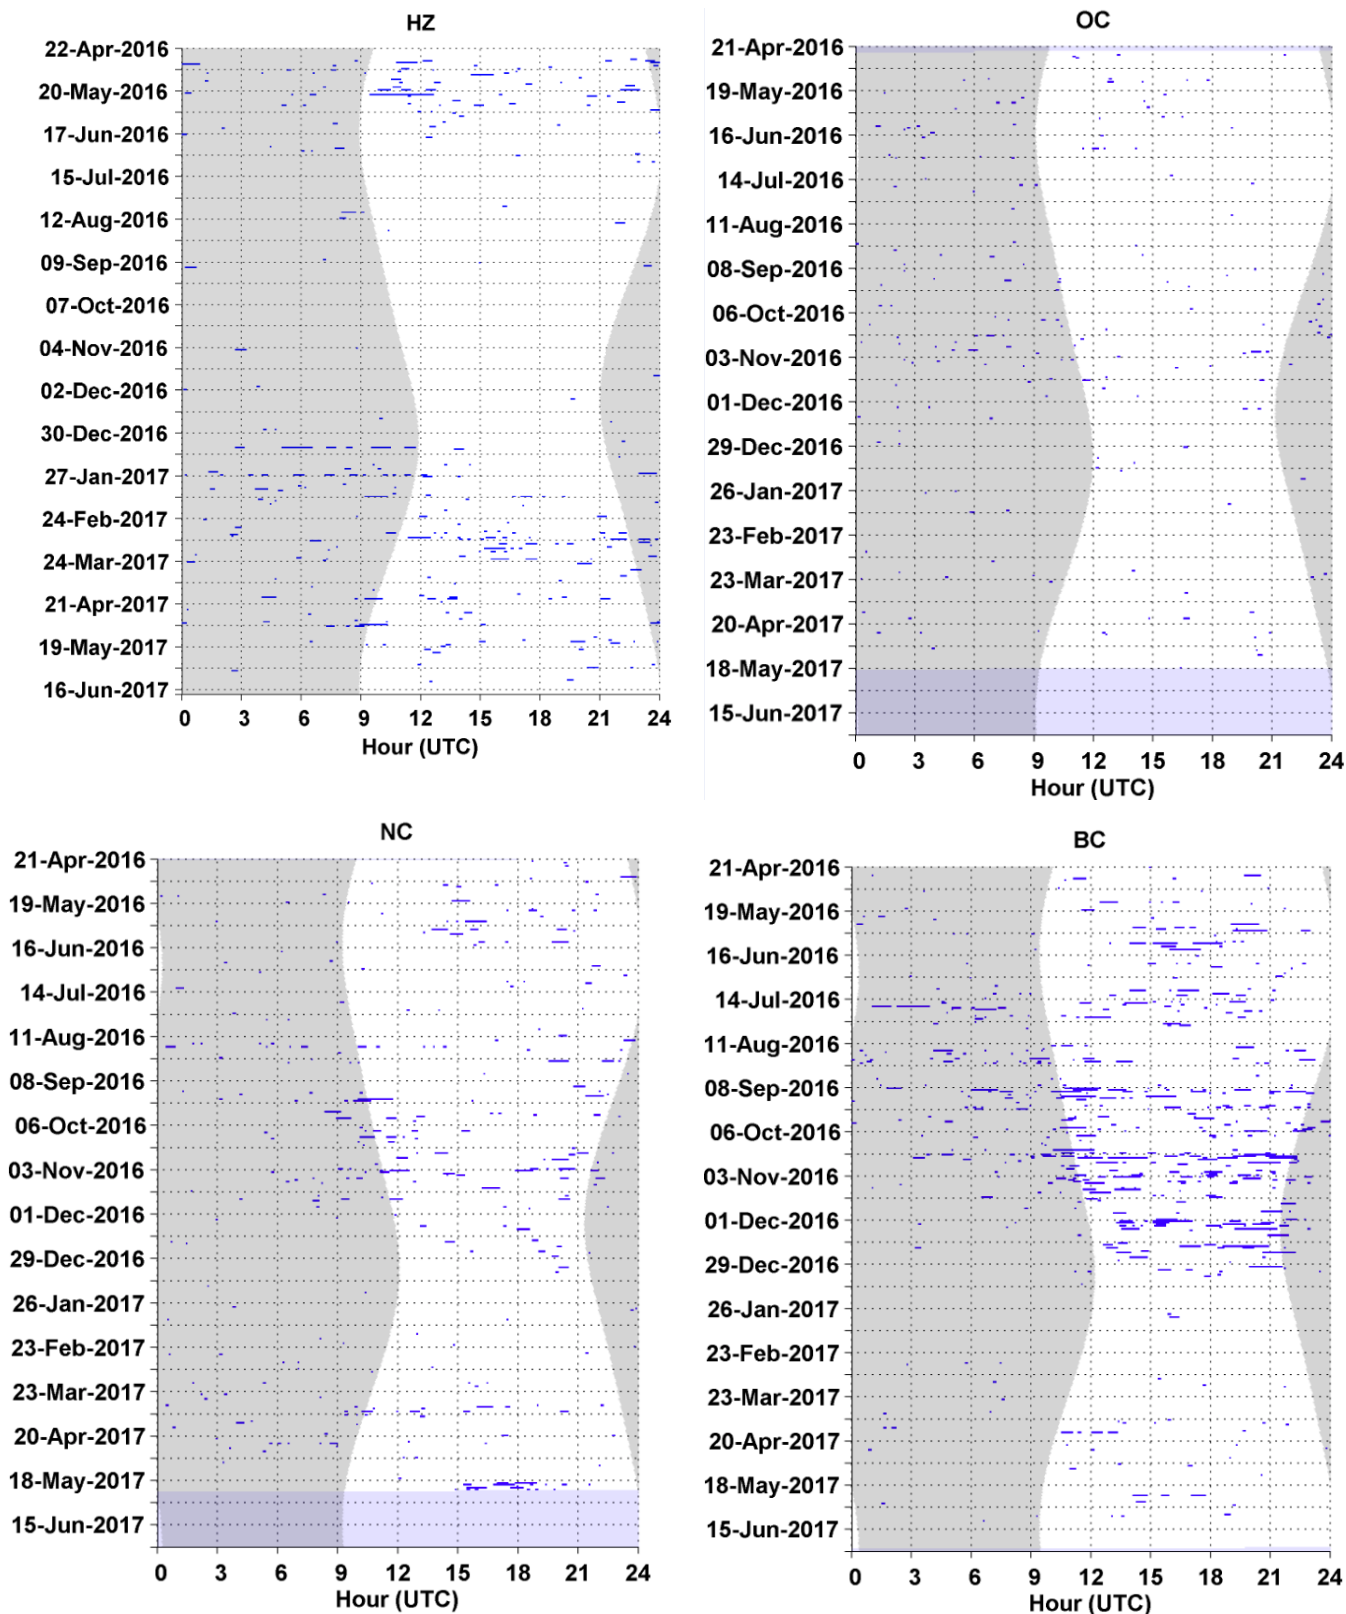 HZ
22-Apr-2016
20-May-2016
17-Jun-2016
15-Jul-2016
12-Aug-2016
09-Sep-2016
07-Oct-2016
04-Nov-2016
02-Dec-2016
30-Dec-2016
27-Jan-2017
24-Feb-2017
24-Mar-2017
21-Apr-2017
19-May-2017
16-Jun-2017
0 3 6 9 12 15 18 21 24
Hour (UTC)
OC
21-Apr-2016
19-May-2016
16-Jun-2016
14-Jul-2016
11-Aug-2016
08-Sep-2016
06-Oct-2016
03-Nov-2016
01-Dec-2016
29-Dec-2016
26-Jan-2017
23-Feb-2017
23-Mar-2017
20-Apr-2017
18-May-2017
15-Jun-2017
0 3 6 9 12 15 18 21 24
Hour (UTC)
NC
21-Apr-2016
19-May-2016
16-Jun-2016
14-Jul-2016
11-Aug-2016
08-Sep-2016
06-Oct-2016
03-Nov-2016
01-Dec-2016
29-Dec-2016
26-Jan-2017
23-Feb-2017
23-Mar-2017
20-Apr-2017
18-May-2017
15-Jun-2017
0 3 6 9 12 15 18 21 24
Hour (UTC)
BC
21-Apr-2016
19-May-2016
16-Jun-2016
14-Jul-2016
11-Aug-2016
08-Sep-2016
06-Oct-2016
03-Nov-2016
01-Dec-2016
29-Dec-2016
26-Jan-2017
23-Feb-2017
23-Mar-2017
20-Apr-2017
18-May-2017
15-Jun-2017
0 3 6 9 12 15 18 21 24
Hour (UTC)